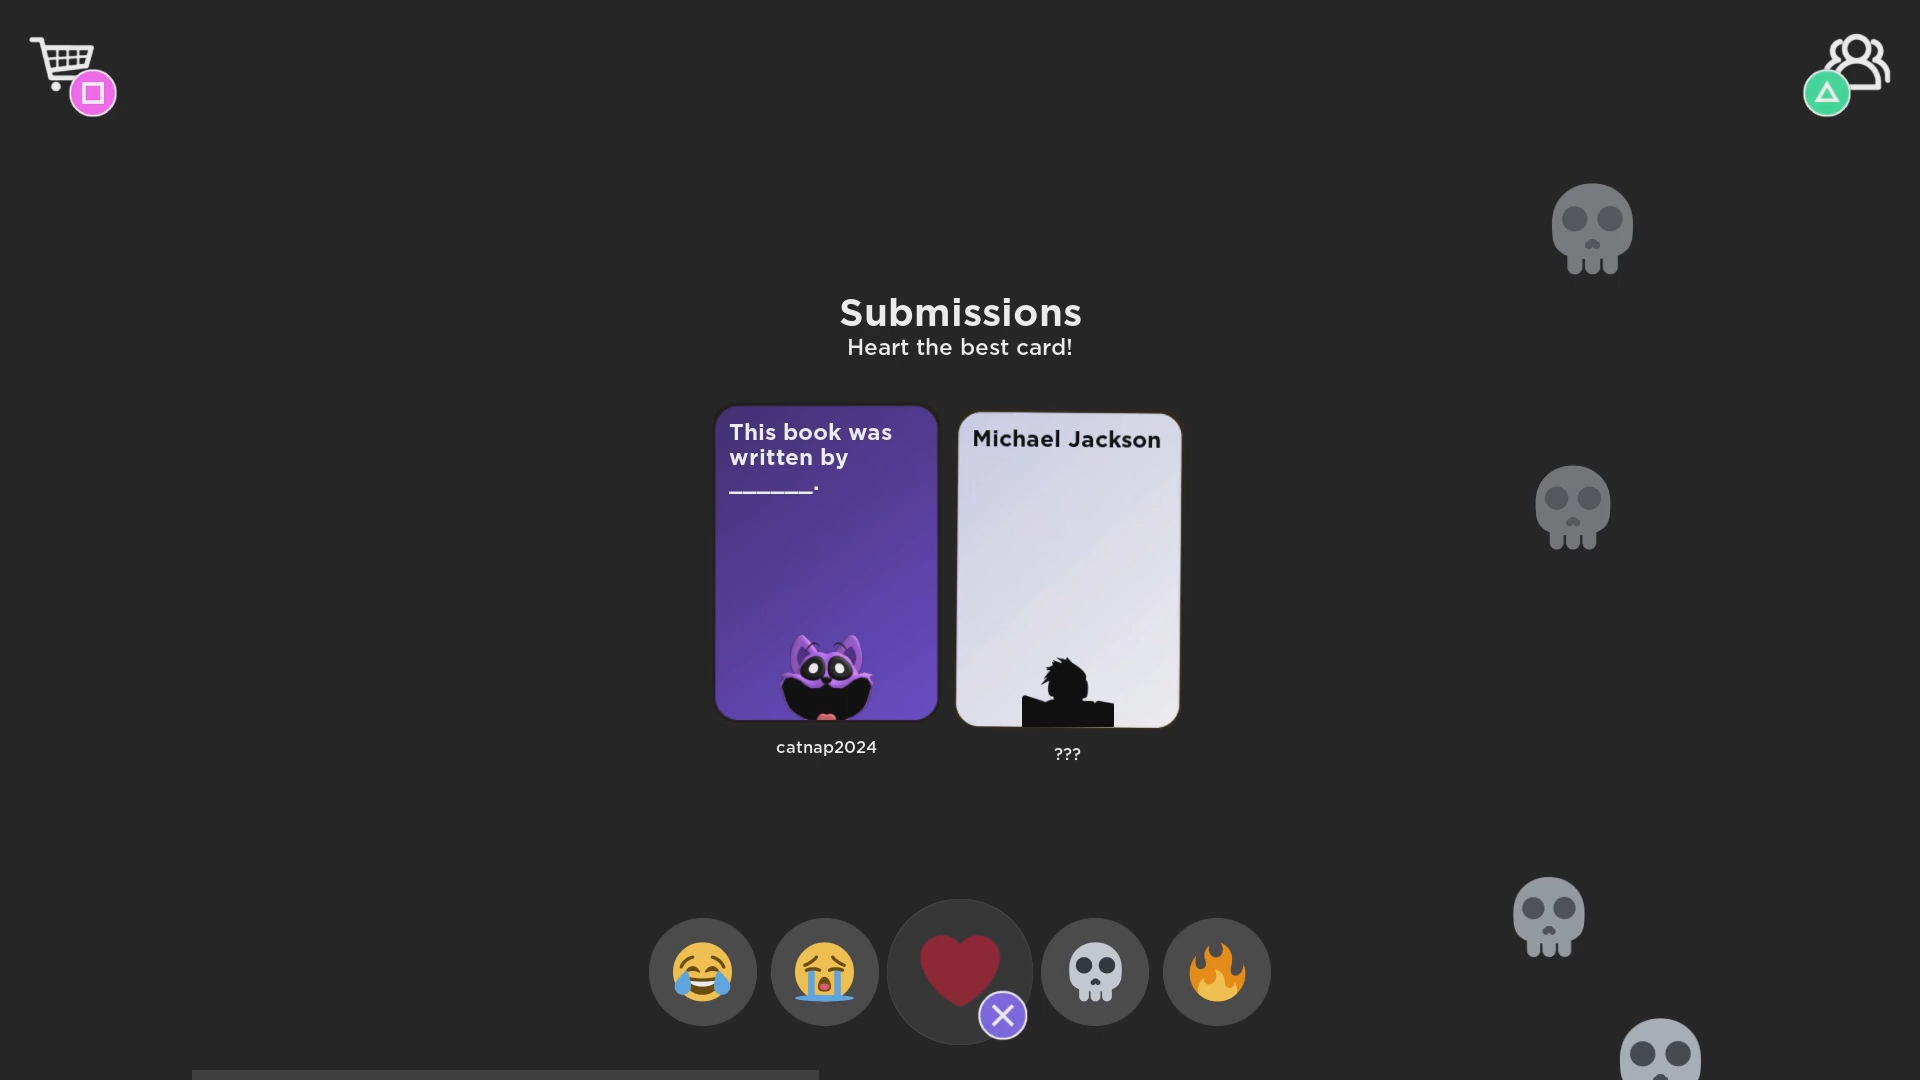 Submissions
Heart the best card!
This book was
written by
______.
Michael Jackson
catnap2024
???